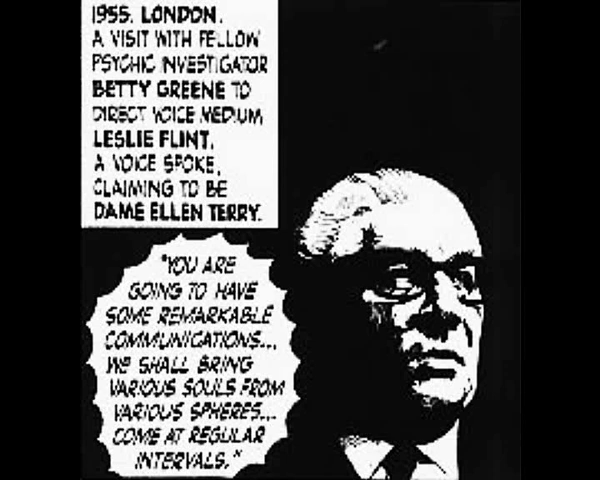 1955. LONDON.
A VISIT WITH FELLOW
PSYCHIC INVESTIGATOR
BETTY GREENE TO
DIRECT VOICE MEDIUM
LESLIE FLINT.
A VOICE SPOKE,
CLAIMING TO BE
DAME ELLEN TERRY.
"YOU ARE
GOING TO HAVE
SOME REMARKABLE
COMMUNICATIONS...
WE SHALL BRING
VARIOUS SOULS FROM
VARIOUS SPHERES...
COME AT REGULAR
INTERVALS."